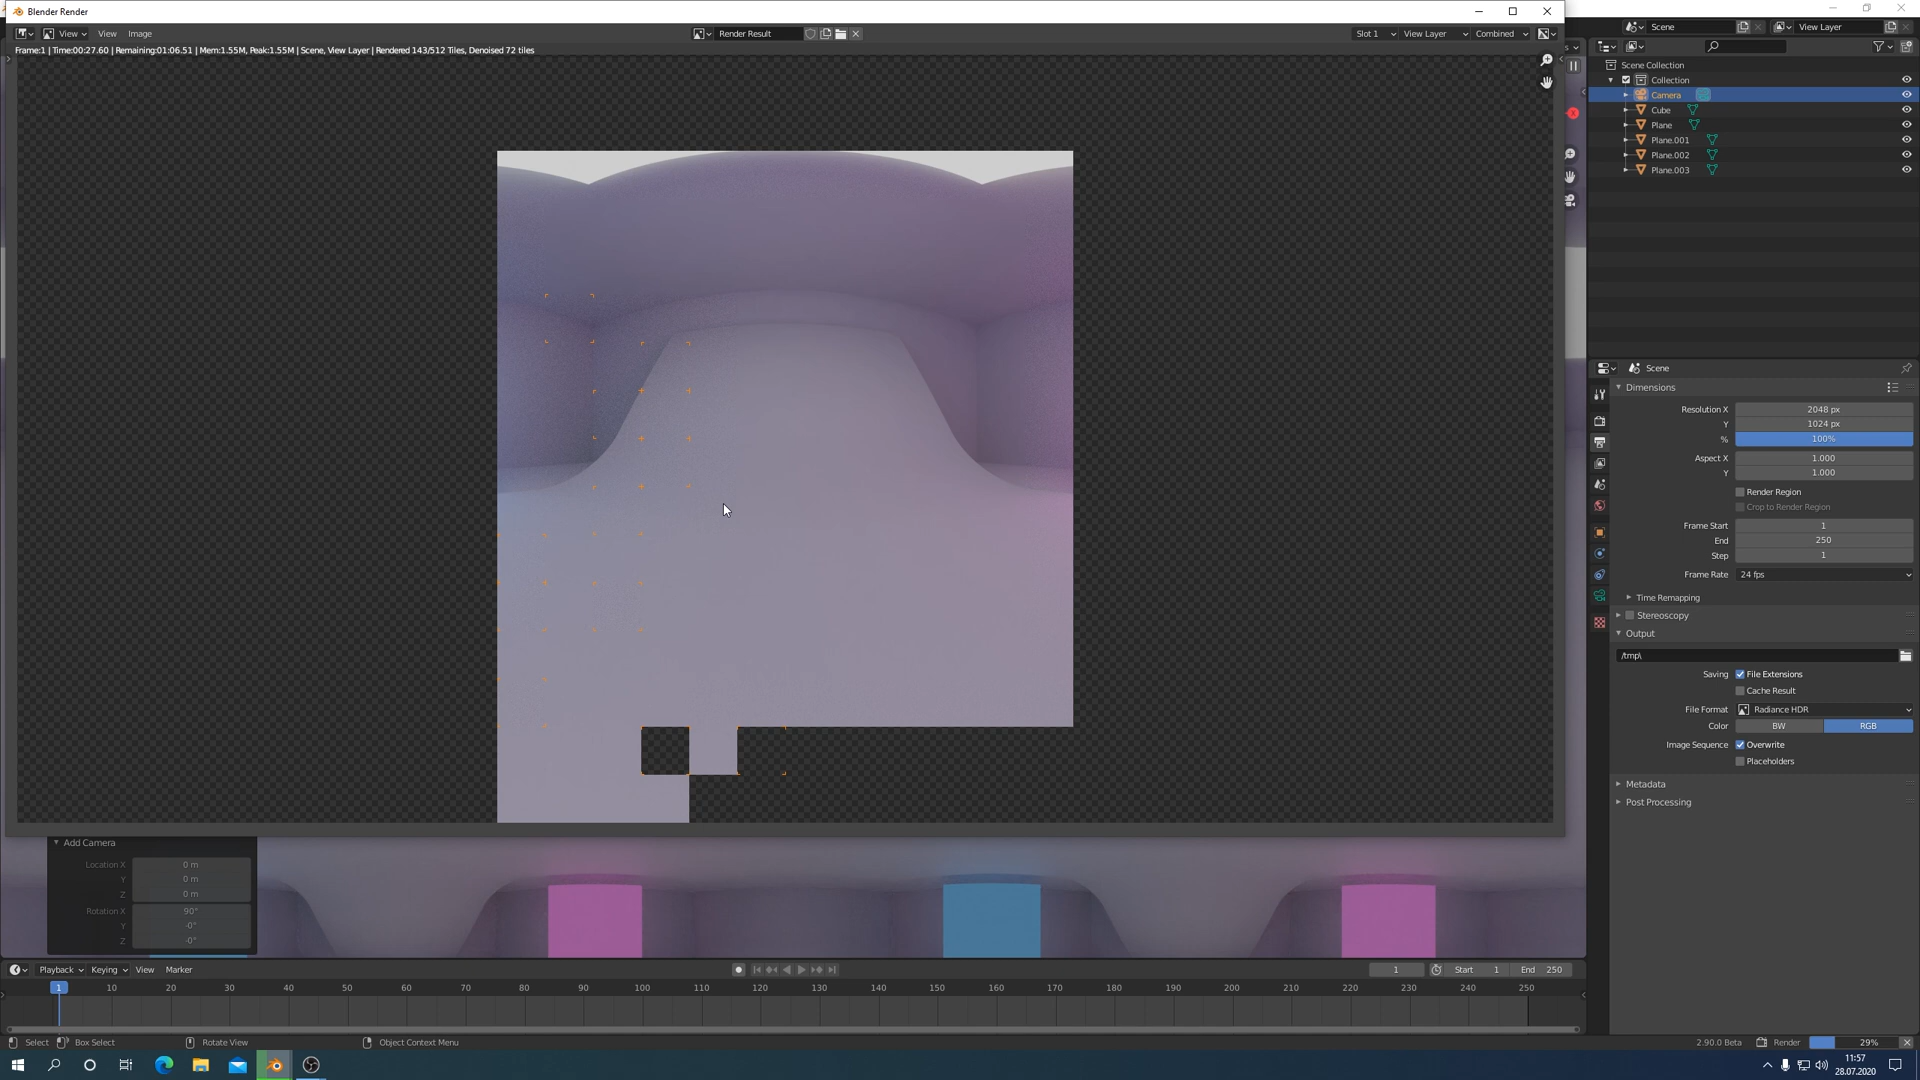 Blender Render
View
View
Image
Render Result
Slot 1
View Layer
Combined
Frame:1 | Time:00:27.60 | Remaining:01:06.51 | Mem:1.55M, Peak:1.55M | Scene, View Layer | Rendered 143/512 Tiles, Denoised 72 tiles
Scene
View Layer
Scene Collection
Collection
Camera
Cube
Plane
Plane.001
Plane.002
Plane.003
X
Scene
Dimensions
Resolution X 2048 px
Y 1024 px
% 100%
Aspect X 1.000
Y 1.000
Render Region
Crop to Render Region
Frame Start 1
End 250
Step 1
Frame Rate 24 fps
Time Remapping
Stereoscopy
Output
/tmp\
Saving File Extensions
Cache Result
File Format Radiance HDR
Color BW RGB
Image Sequence Overwrite
Placeholders
Metadata
Post Processing
Add Camera
Location X 0 m
Y 0 m
Z 0 m
Rotation X 90°
Y -0°
Z -0°
Playback Keying View Marker
1 Start 1 End 250
1 10 20 30 40 50 60 70 80 90 100 110 120 130 140 150 160 170 180 190 200 210 220 230 240 250
Select Box Select Rotate View Object Context Menu
2.90.0 Beta Render 29%
11:57
28.07.2020